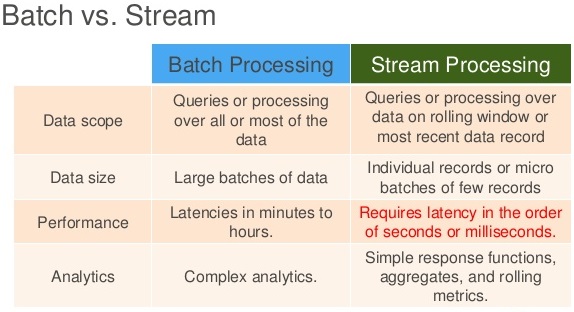 Batch vs. Stream
Batch Processing
Stream Processing
Data scope
Queries or processing
over all or most of the
data
Queries or processing over
data on rolling window or
most recent data record
Data size
Large batches of data
Individual records or micro
batches of few records
Performance
Latencies in minutes to
hours.
Requires latency in the order
of seconds or milliseconds.
Analytics
Complex analytics.
Simple response functions,
aggregates, and rolling
metrics.